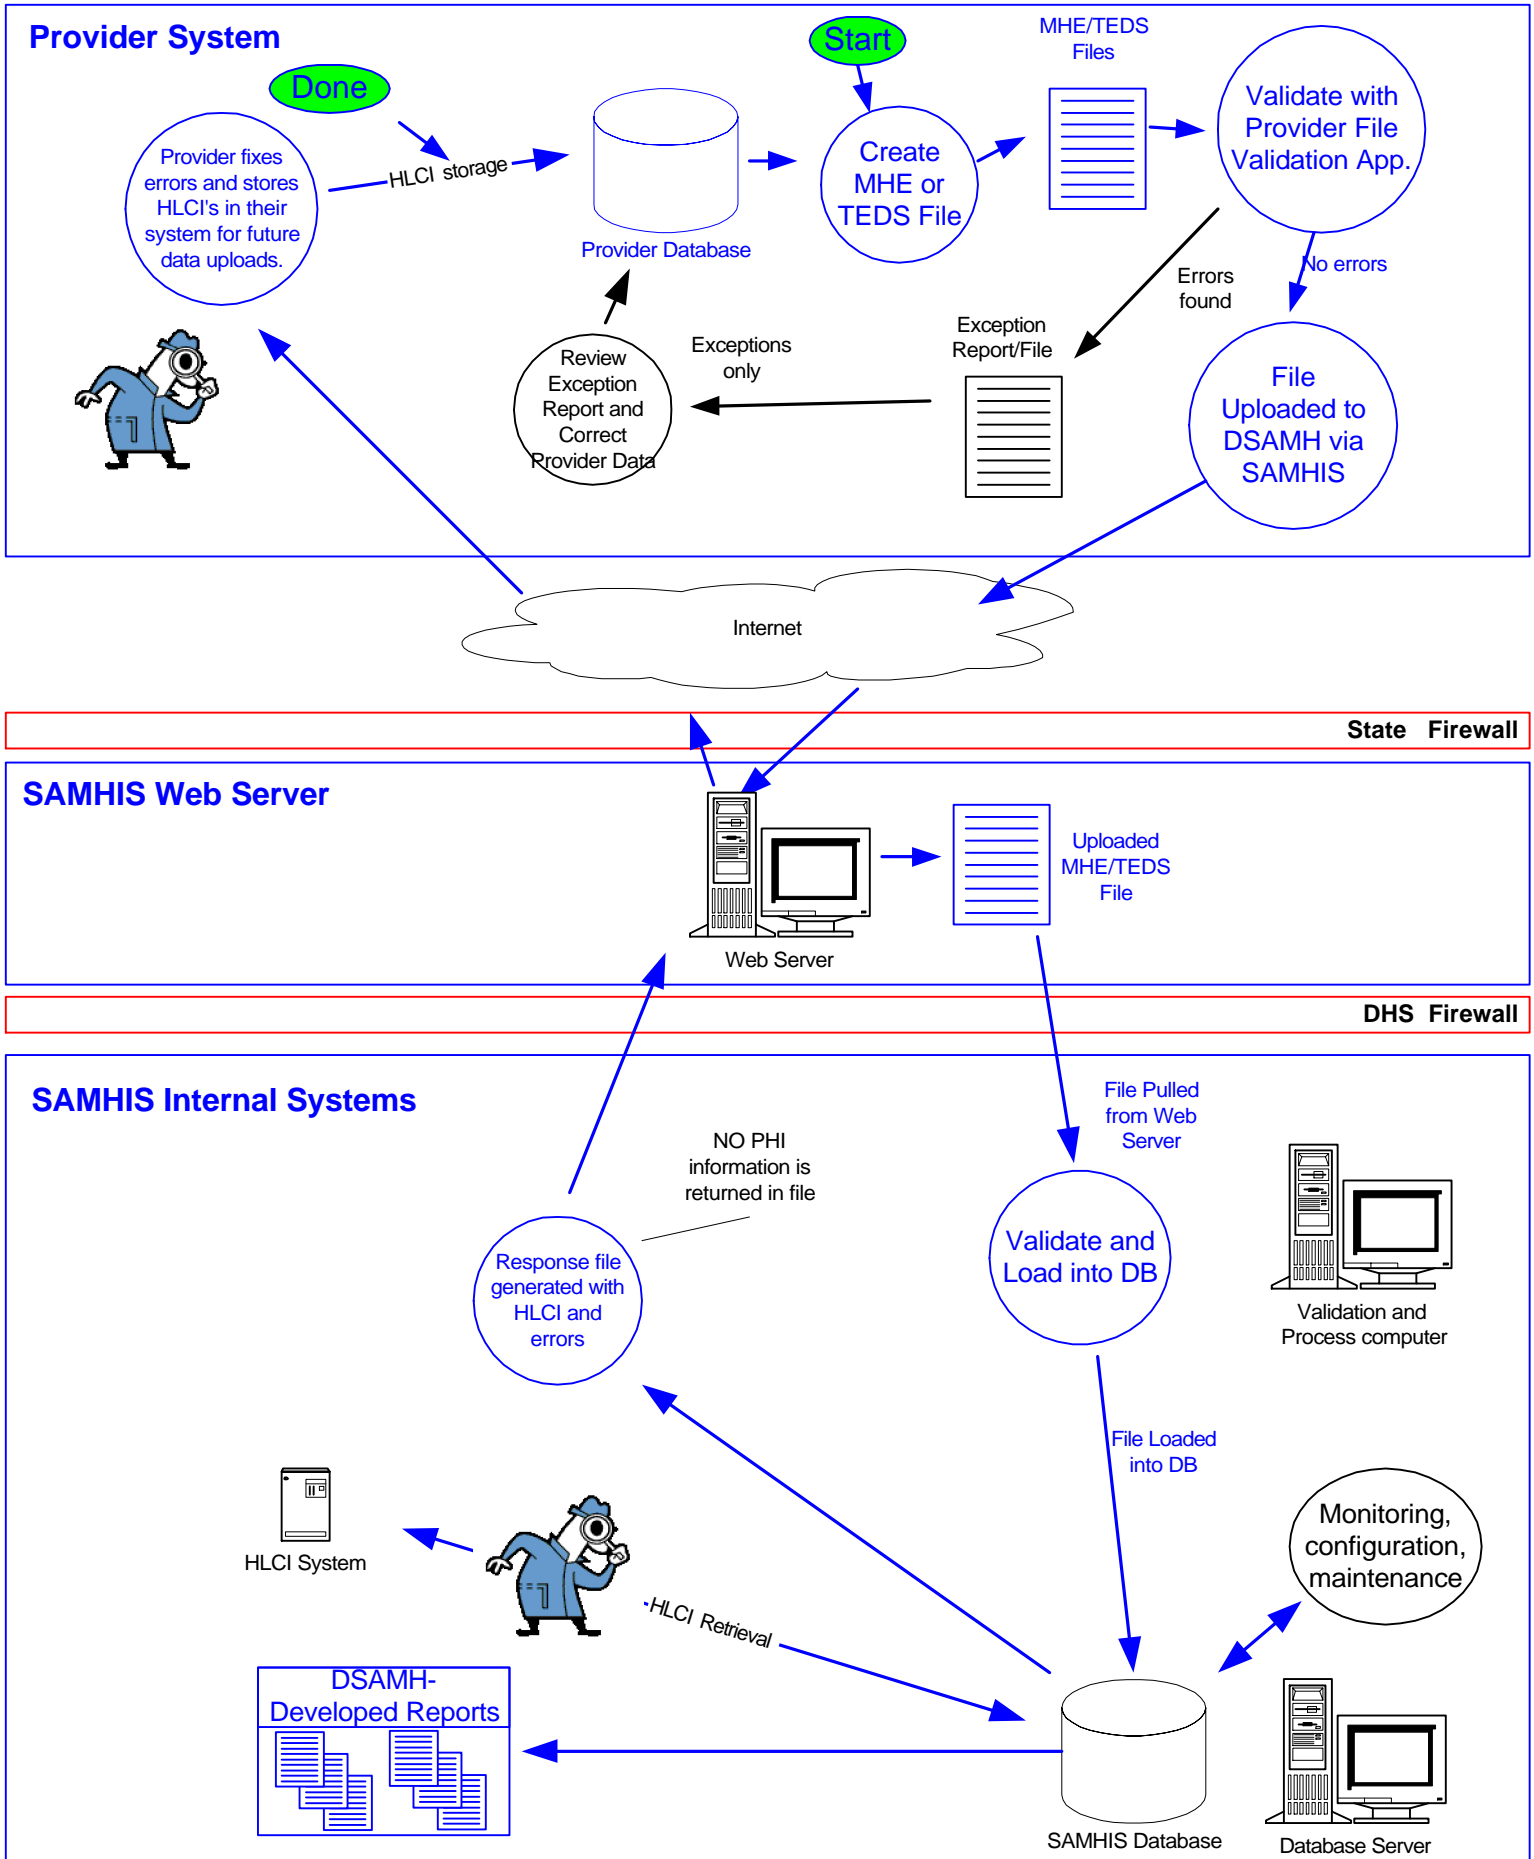 Provider System
Done
Start
MHE/TEDS
Files
Provider fixes
errors and stores
HLCI's in their
system for future
data uploads.
HLCI storage
Provider Database
Create
MHE or
TEDS File
Validate with
Provider File
Validation App.
Errors
found
No errors
Exception
Report/File
Exceptions
only
Review
Exception
Report and
Correct
Provider Data
File
Uploaded to
DSAMH via
SAMHIS
Internet
State Firewall
SAMHIS Web Server
Uploaded
MHE/TEDS
File
Web Server
DHS Firewall
SAMHIS Internal Systems
File Pulled
from Web
Server
NO PHI
information is
returned in file
Response file
generated with
HLCI and
errors
Validate and
Load into DB
Validation and
Process computer
File Loaded
into DB
HLCI System
HLCI Retrieval
Monitoring,
configuration,
maintenance
DSAMH-
Developed Reports
SAMHIS Database
Database Server